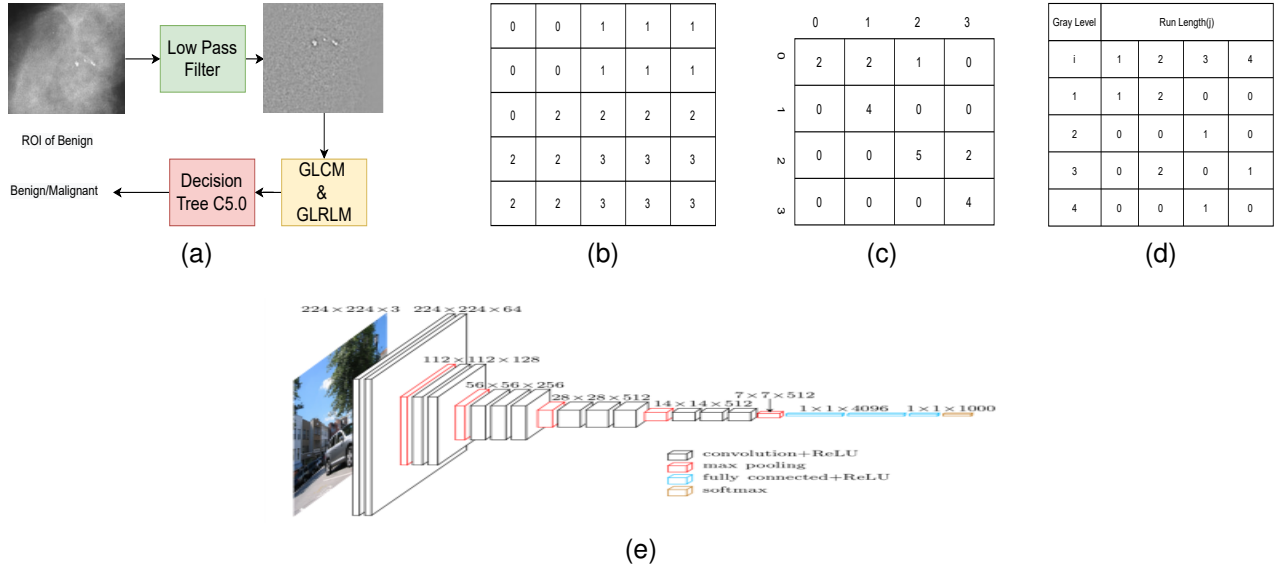 Low Pass
Filter
ROI of Benign
GLCM
&
GLRLM
Decision
Tree C5.0
Benign/Malignant
(a)
0 0 1 1 1
0 0 1 1 1
0 2 2 2 2
2 2 3 3 3
2 2 3 3 3
(b)
0 1 2 3
0 2 2 1 0
1 0 4 0 0
2 0 0 5 2
3 0 0 0 4
(c)
Gray Level Run Length(j)
i 1 2 3 4
1 1 2 0 0
2 0 0 1 0
3 0 2 0 1
4 0 0 1 0
(d)
224 × 224 × 3 224 × 224 × 64
112 × 112 × 128
56 × 56 × 256
28 × 28 × 512
14 × 14 × 512
7 × 7 × 512
1 × 1 × 4096 1 × 1 × 1000
convolution+ReLU
max pooling
fully connected+ReLU
softmax
(e)